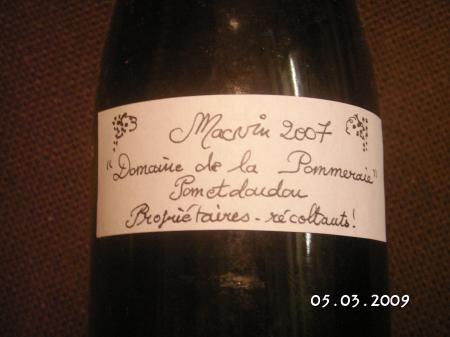 Macvin 2007
"Domaine de la Pommeraie"
Pometdoudou
Propriétaires-récoltants!
05.03.2009